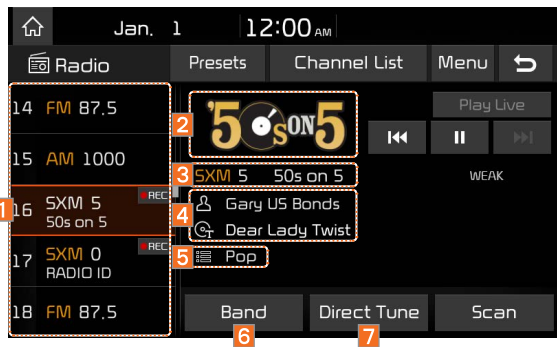 Jan. 1 12:00 AM
Radio Presets Channel List Menu
14 FM 87.5
15 AM 1000
16 SXM 5 REC
50s on 5
17 SXM 0 REC
RADIO ID
18 FM 87.5
1
2
'50s ON 5
3
SXM 5 50s on 5
4
Gary US Bonds
Dear Lady Twist
5
Pop
Play Live
WEAK
Band Direct Tune Scan
6 7